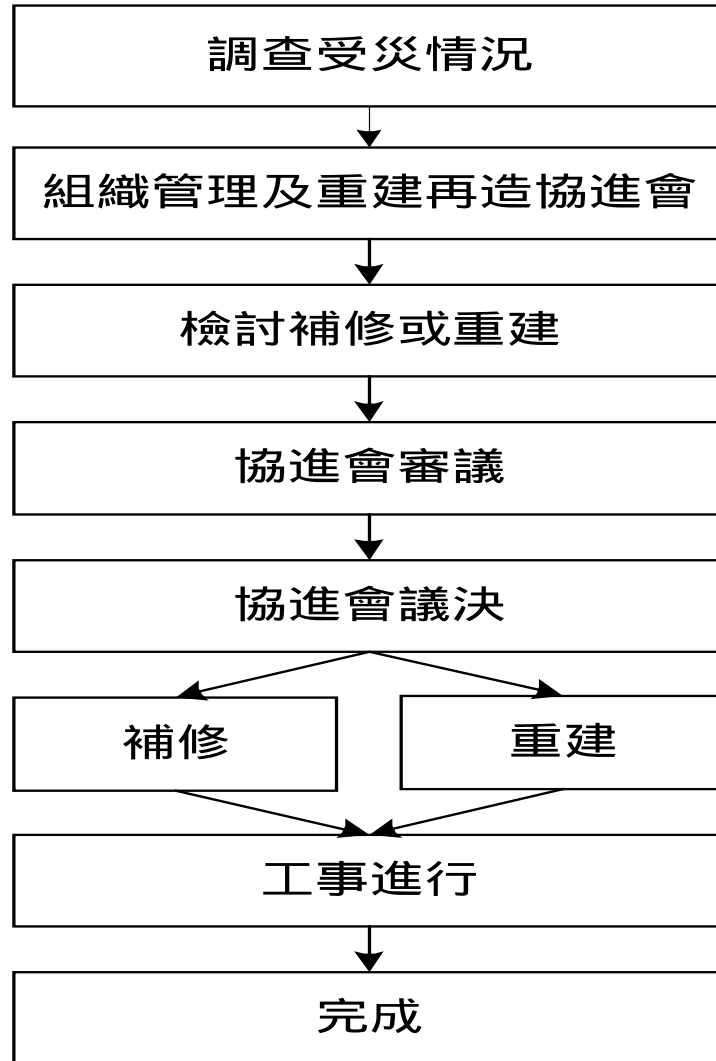 調查受災情況
組織管理及重建再造協進會
檢討補修或重建
協進會審議
協進會議決
補修
重建
工事進行
完成